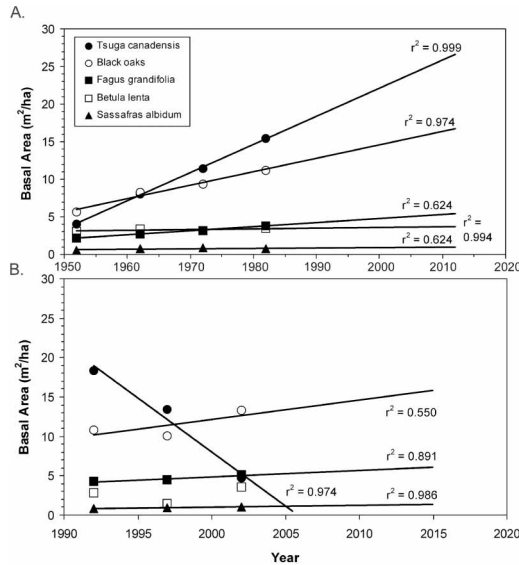 A.
30
25
20
15
10
5
0
Basal Area (m²/ha)
Tsuga canadensis
Black oaks
Fagus grandifolia
Betula lenta
Sassafras albidum
r² = 0.999
r² = 0.974
r² = 0.624
r² =
0.994
r² = 0.624
1950 1960 1970 1980 1990 2000 2010 2020
B.
30
25
20
15
10
5
0
Basal Area (m²/ha)
r² = 0.550
r² = 0.891
r² = 0.974
r² = 0.986
1990 1995 2000 2005 2010 2015 2020
Year